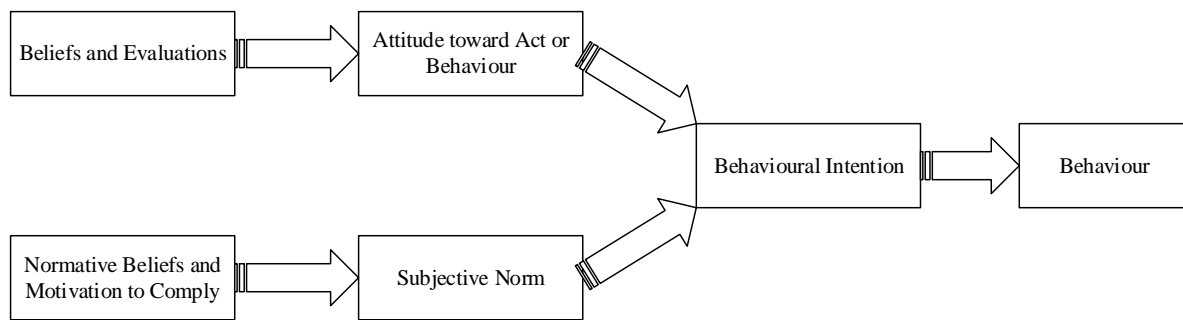 Beliefs and Evaluations
Attitude toward Act or
Behaviour
Behavioural Intention
Behaviour
Normative Beliefs and
Motivation to Comply
Subjective Norm